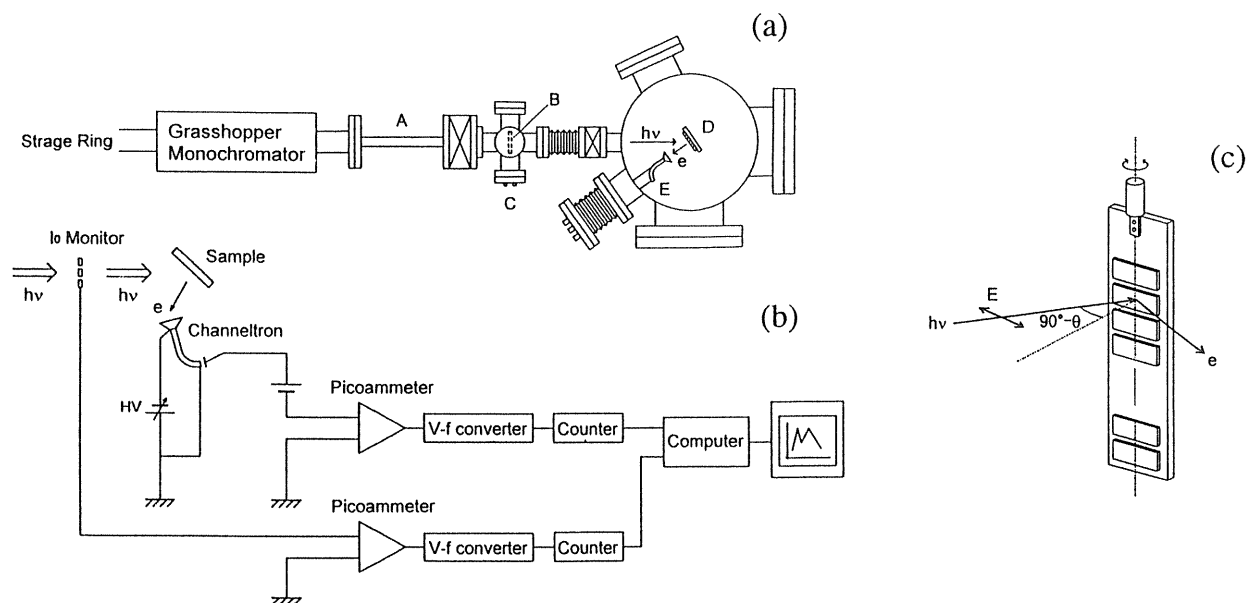 (a)
Strage Ring
Grasshopper
Monochromator
A
B
C
hν
e
D
E
(b)
I0 Monitor
hν
hν
Sample
e
Channeltron
HV
Picoammeter
V-f converter
Counter
Computer
Picoammeter
V-f converter
Counter
(c)
E
hν
90°-θ
e